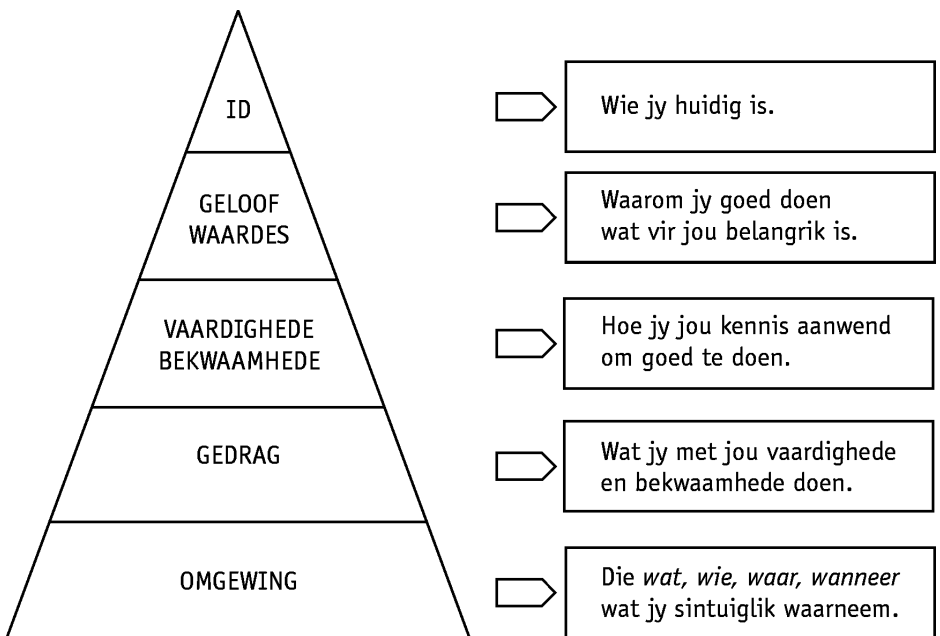 ID
Wie jy huidig is.
GELOOF
WAARDES
Waarom jy goed doen
wat vir jou belangrik is.
VAARDIGHEDE
BEKWAAMHEDE
Hoe jy jou kennis aanwend
om goed te doen.
GEDRAG
Wat jy met jou vaardighede
en bekwaamhede doen.
OMGEWING
Die wat, wie, waar, wanneer
wat jy sintuiglik waarneem.